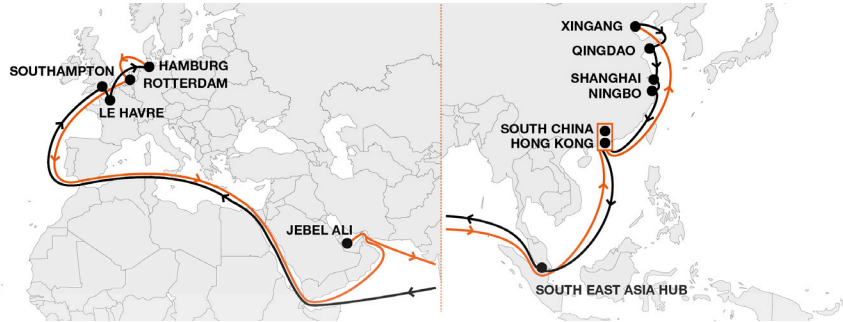 HAMBURG
SOUTHAMPTON
ROTTERDAM
LE HAVRE
JEBEL ALI
XINGANG
QINGDAO
SHANGHAI
NINGBO
SOUTH CHINA
HONG KONG
SOUTH EAST ASIA HUB